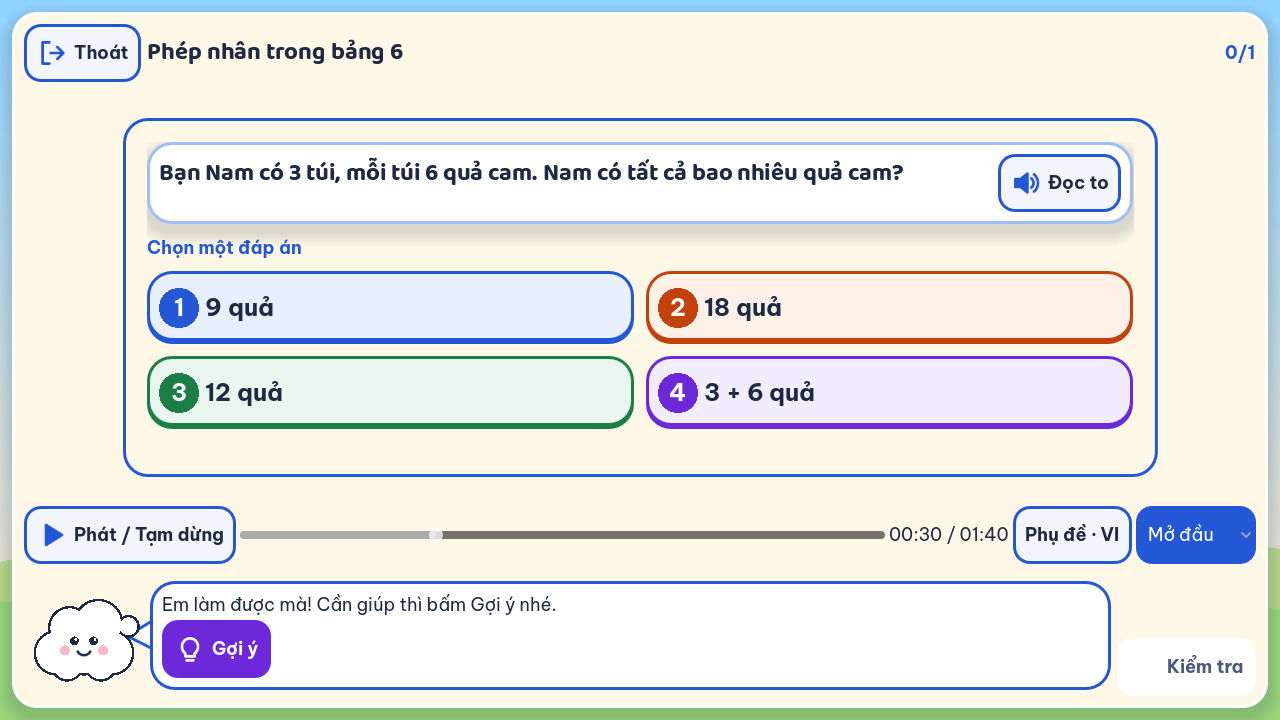 Thoát
Phép nhân trong bảng 6
0/1
Bạn Nam có 3 túi, mỗi túi 6 quả cam. Nam có tất cả bao nhiêu quả cam?
Đọc to
Chọn một đáp án
1 9 quả
2 18 quả
3 12 quả
4 3 + 6 quả
Phát / Tạm dừng
00:30 / 01:40
Phụ đề · VI
Mở đầu
Em làm được mà! Cần giúp thì bấm Gợi ý nhé.
Gợi ý
Kiểm tra